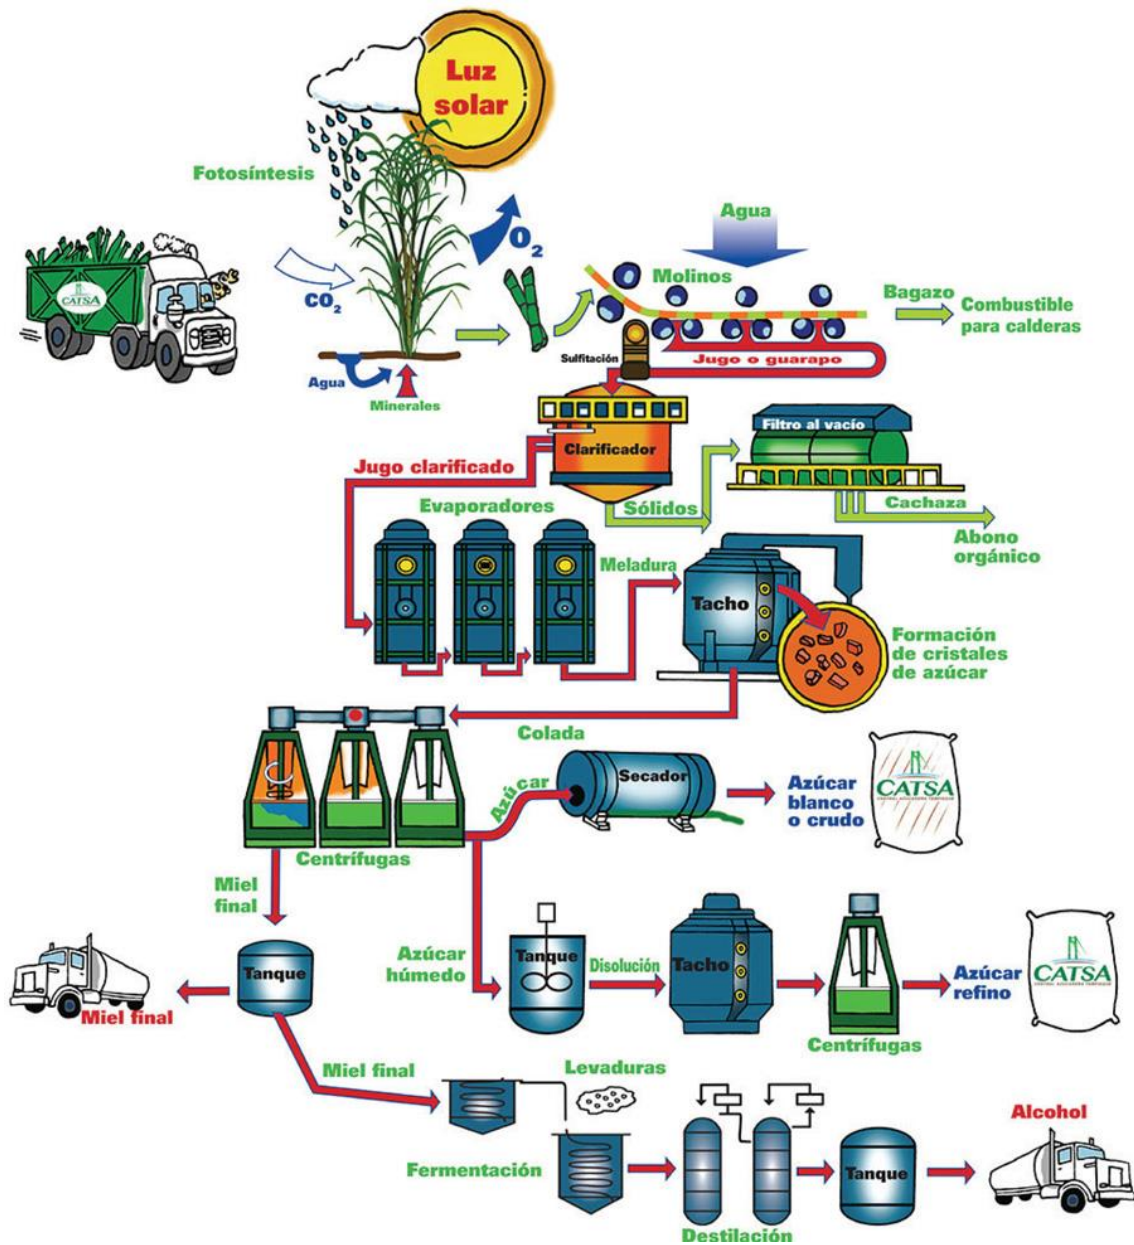 Luz
solar
Fotosíntesis
O2
CO2
CATSA
Agua
Minerales
Agua
Molinos
Bagazo
Combustible
para calderas
Sulfitación
Jugo o guarapo
Filtro al vacío
Clarificador
Jugo clarificado
Sólidos
Cachaza
Abono
orgánico
Evaporadores
Meladura
Tacho
Formación
de cristales
de azúcar
Colada
Azúcar
Secador
Azúcar
blanco
o crudo
CATSA
Centrífugas
Miel
final
Azúcar
húmedo
Tanque
Disolución
Tacho
Centrífugas
Azúcar
refino
CATSA
Tanque
Miel final
Miel final
Levaduras
Fermentación
Destilación
Tanque
Alcohol